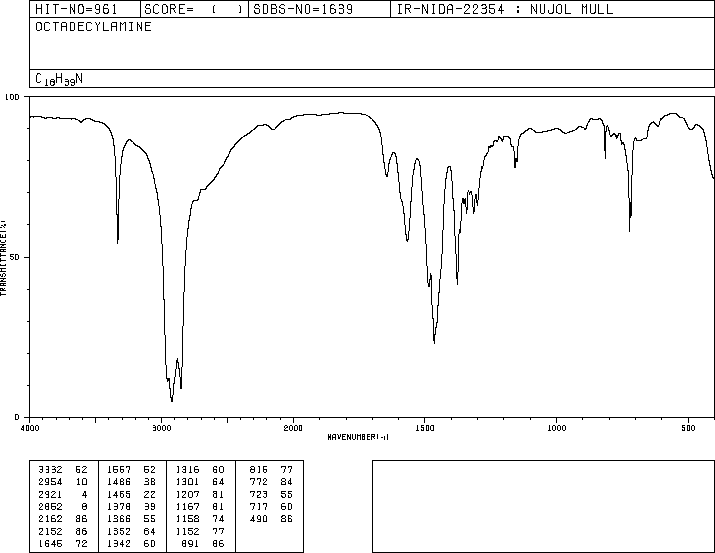 HIT-NO=961 SCORE= ( ) SDBS-NO=1639 IR-NIDA-22354 : NUJOL MULL
OCTADECYLAMINE
C18H39N
100
50
0
TRANSMITTANCE(%)
4000 3000 2000 1500 1000 500
WAVENUMBER(-1)
3332 52 1567 52 1316 60 816 77
2954 10 1486 38 1301 64 772 84
2921 4 1465 22 1207 81 723 55
2852 8 1378 39 1167 81 717 60
2162 86 1366 55 1158 74 490 86
2152 86 1352 64 1152 77
1645 72 1342 60 891 86